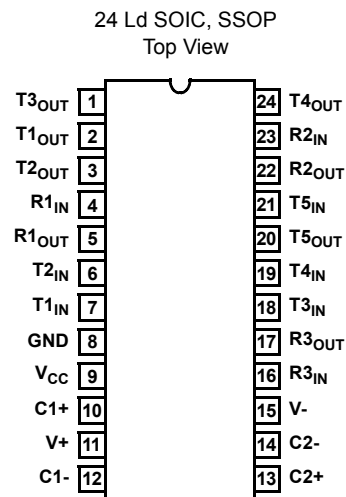 24 Ld SOIC, SSOP
Top View
T3OUT 1 24 T4OUT
T1OUT 2 23 R2IN
T2OUT 3 22 R2OUT
R1IN 4 21 T5IN
R1OUT 5 20 T5OUT
T2IN 6 19 T4IN
T1IN 7 18 T3IN
GND 8 17 R3OUT
VCC 9 16 R3IN
C1+ 10 15 V-
V+ 11 14 C2-
C1- 12 13 C2+